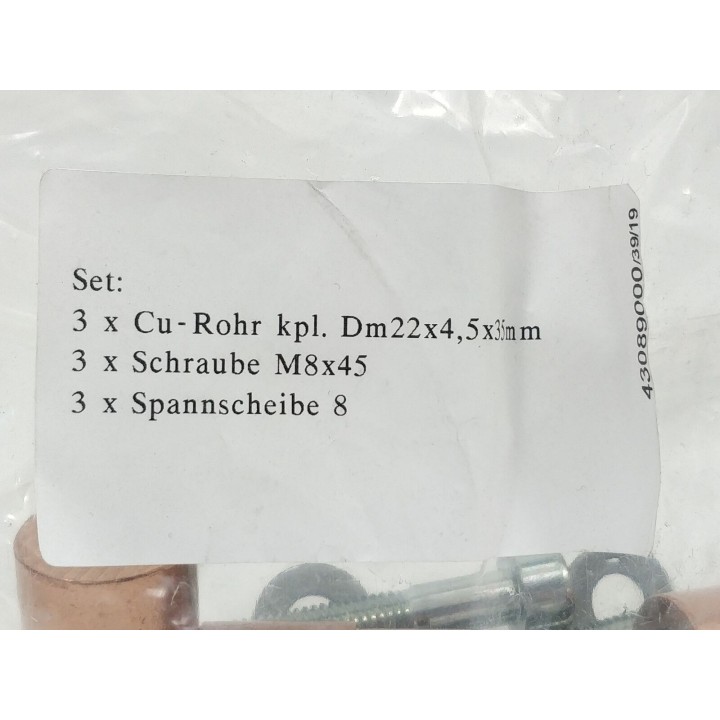 Set:
3 x Cu-Rohr kpl. Dm22x4,5x35mm
3 x Schraube M8x45
3 x Spannscheibe 8
43089000/39/19